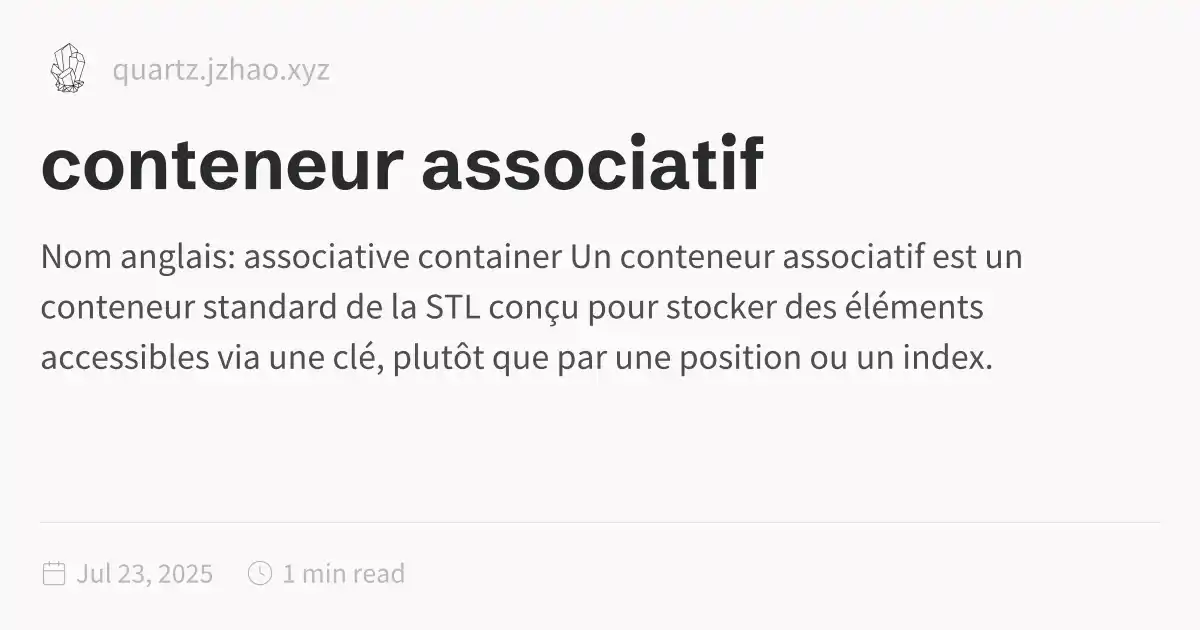 quartz.jzhao.xyz
conteneur associatif
Nom anglais: associative container Un conteneur associatif est un
conteneur standard de la STL conçu pour stocker des éléments
accessibles via une clé, plutôt que par une position ou un index.
Jul 23, 2025 1 min read